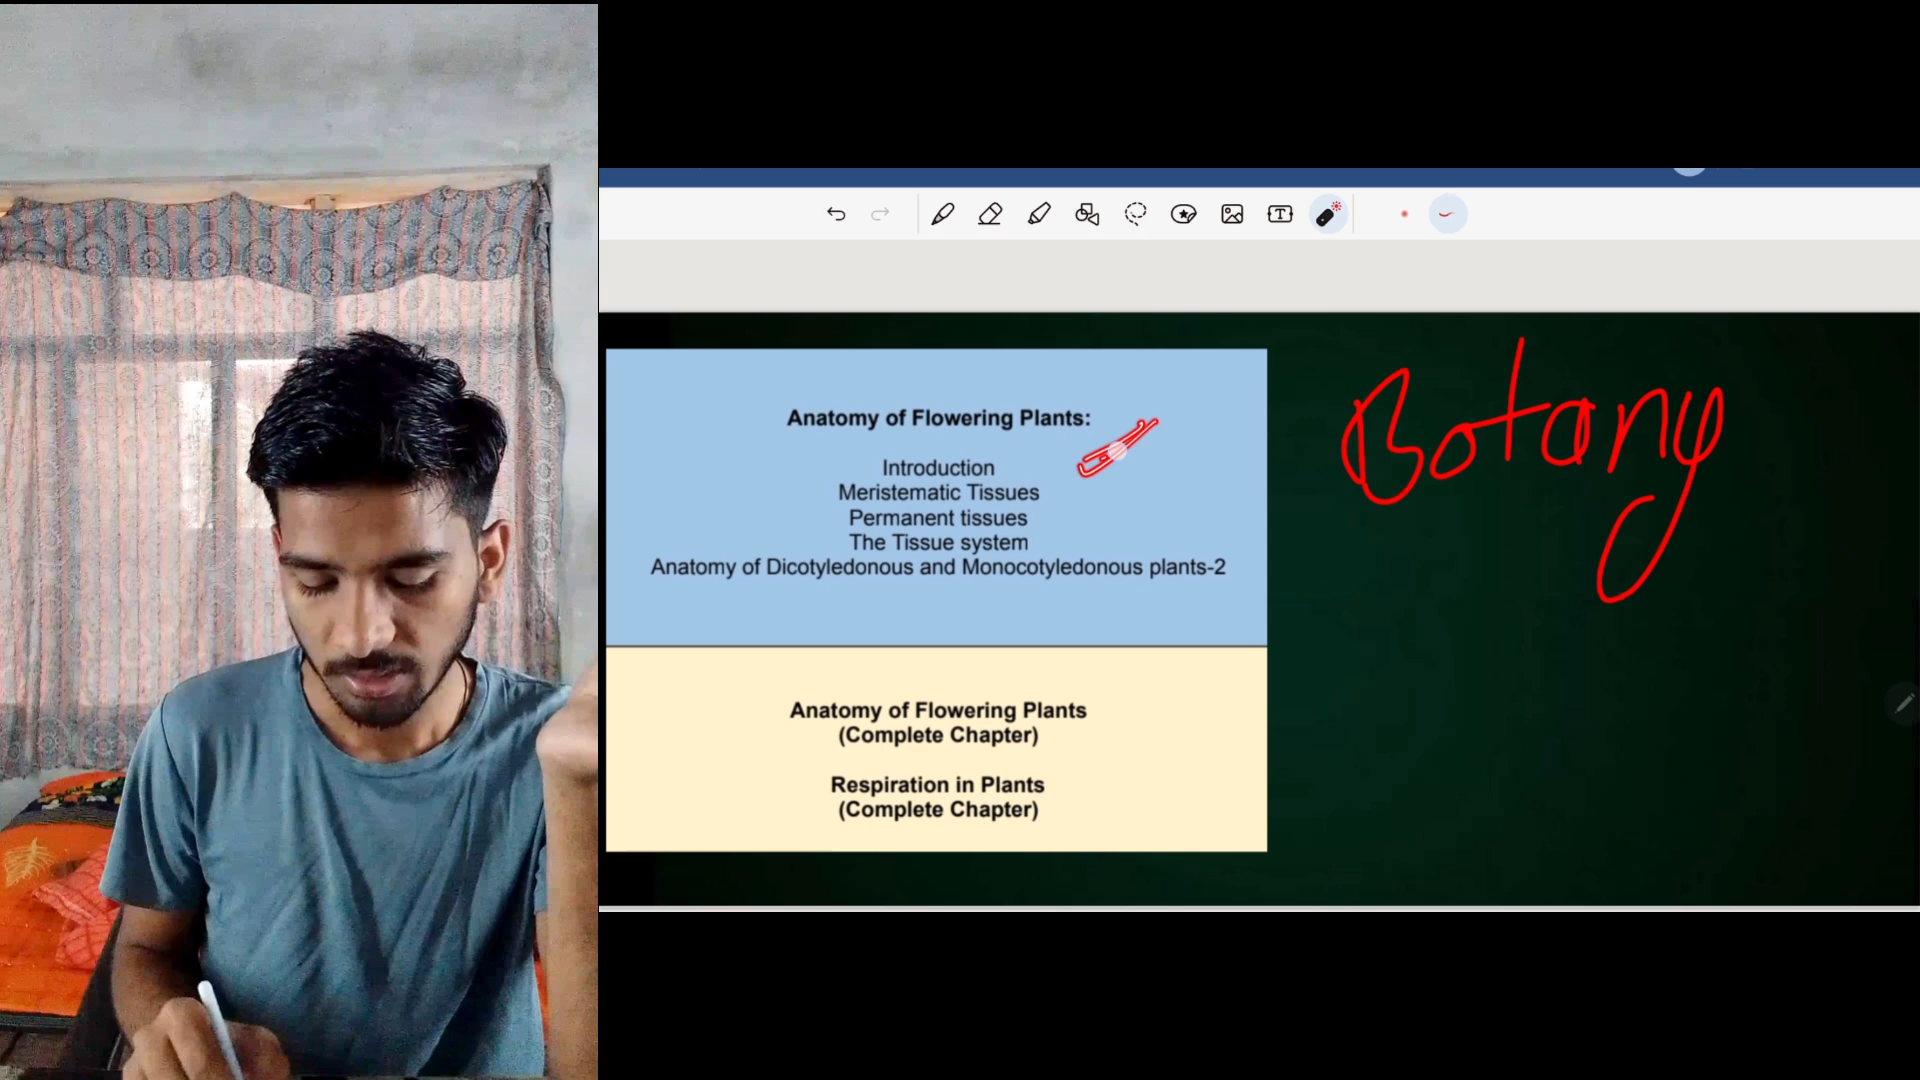 Anatomy of Flowering Plants:
Introduction
Meristematic Tissues
Permanent tissues
The Tissue system
Anatomy of Dicotyledonous and Monocotyledonous plants-2
Anatomy of Flowering Plants
(Complete Chapter)
Respiration in Plants
(Complete Chapter)
Botany